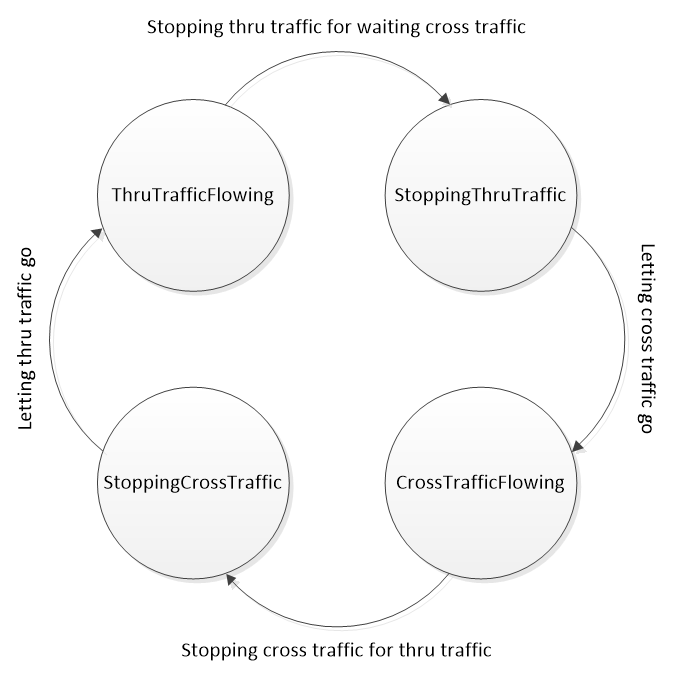 Stopping thru traffic for waiting cross traffic
ThruTrafficFlowing
StoppingThruTraffic
Letting thru traffic go
Letting cross traffic go
StoppingCrossTraffic
CrossTrafficFlowing
Stopping cross traffic for thru traffic